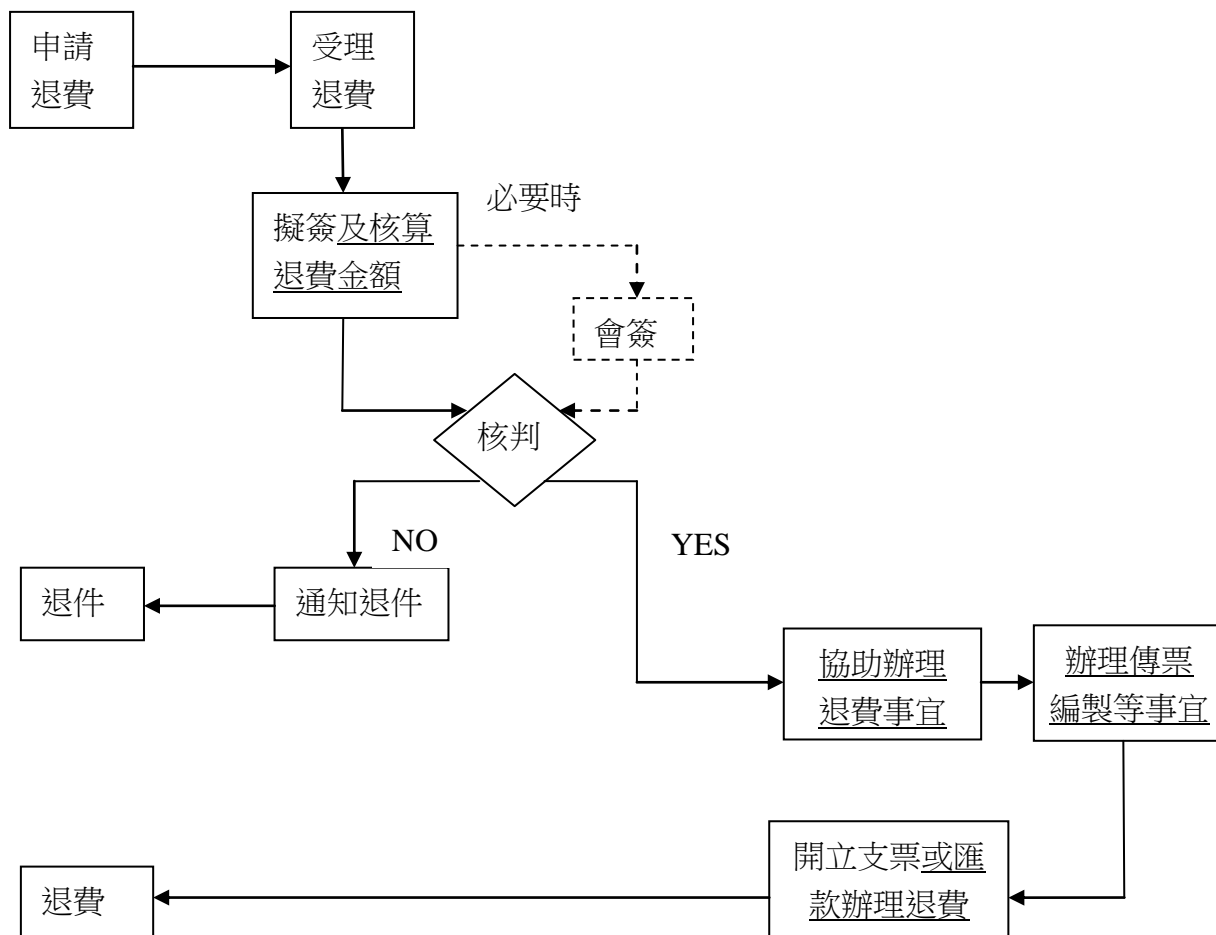 申請
退費
受理
退費
擬簽及核算
退費金額
必要時
會簽
核判
NO
YES
退件
通知退件
協助辦理
退費事宜
辦理傳票
編製等事宜
開立支票或匯
款辦理退費
退費